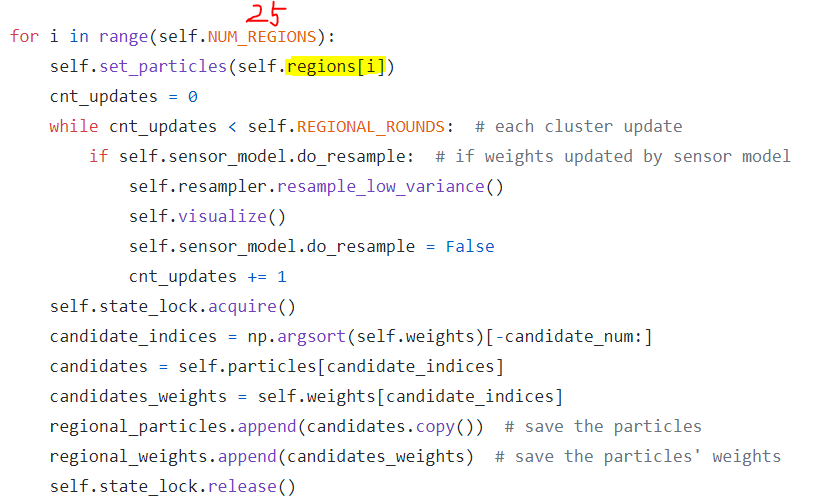 25
for i in range(self.NUM_REGIONS):
    self.set_particles(self.regions[i])
    cnt_updates = 0
    while cnt_updates < self.REGIONAL_ROUNDS:  # each cluster update
        if self.sensor_model.do_resample:  # if weights updated by sensor model
            self.resampler.resample_low_variance()
            self.visualize()
            self.sensor_model.do_resample = False
            cnt_updates += 1
    self.state_lock.acquire()
    candidate_indices = np.argsort(self.weights)[-candidate_num:]
    candidates = self.particles[candidate_indices]
    candidates_weights = self.weights[candidate_indices]
    regional_particles.append(candidates.copy())  # save the particles
    regional_weights.append(candidates_weights)  # save the particles' weights
    self.state_lock.release()